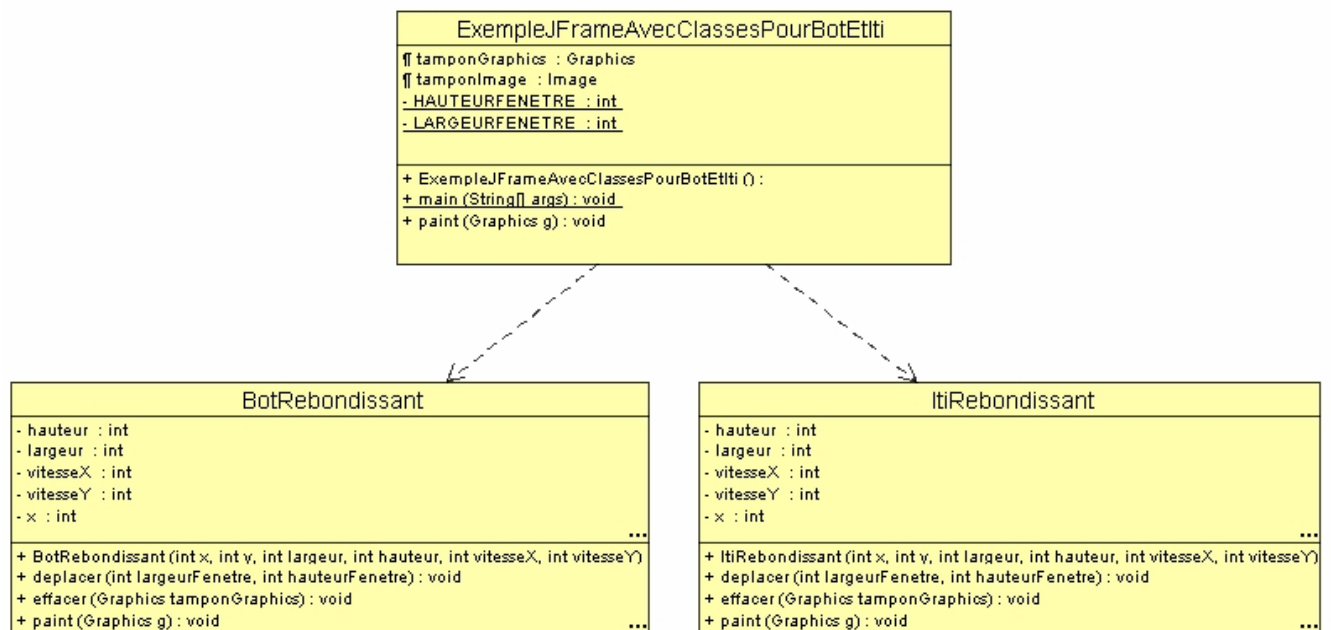 ExempleJFrameAvecClassesPourBotEtIti
¶ tamponGraphics : Graphics
¶ tamponImage : Image
- HAUTEURFENETRE : int
- LARGEURFENETRE : int
+ ExempleJFrameAvecClassesPourBotEtIti () :
+ main (String[] args) : void
+ paint (Graphics g) : void
BotRebondissant
- hauteur : int
- largeur : int
- vitesseX : int
- vitesseY : int
- x : int
...
+ BotRebondissant (int x, int y, int largeur, int hauteur, int vitesseX, int vitesseY)
+ deplacer (int largeurFenetre, int hauteurFenetre) : void
+ effacer (Graphics tamponGraphics) : void
+ paint (Graphics g) : void
...
ItiRebondissant
- hauteur : int
- largeur : int
- vitesseX : int
- vitesseY : int
- x : int
...
+ ItiRebondissant (int x, int y, int largeur, int hauteur, int vitesseX, int vitesseY)
+ deplacer (int largeurFenetre, int hauteurFenetre) : void
+ effacer (Graphics tamponGraphics) : void
+ paint (Graphics g) : void
...